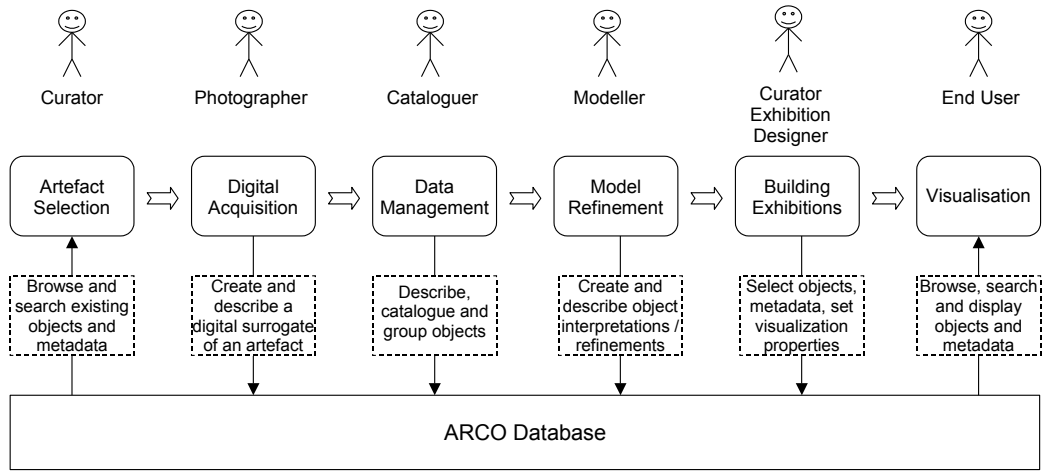 Curator
Photographer
Cataloguer
Modeller
Curator
Exhibition
Designer
End User
Artefact
Selection
Digital
Acquisition
Data
Management
Model
Refinement
Building
Exhibitions
Visualisation
Browse and
search existing
objects and
metadata
Create and
describe a
digital surrogate
of an artefact
Describe,
catalogue and
group objects
Create and
describe object
interpretations /
refinements
Select objects,
metadata, set
visualization
properties
Browse, search
and display
objects and
metadata
ARCO Database